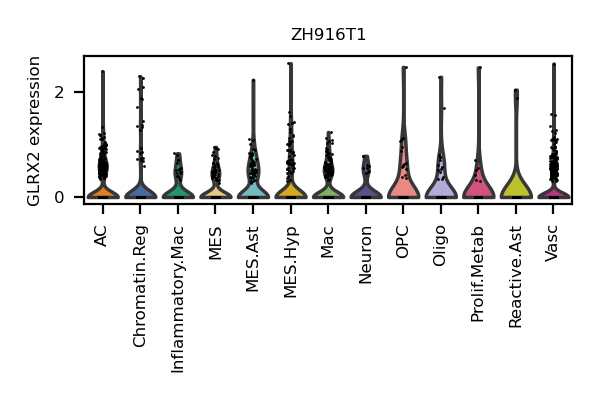 ZH916T1
GLRX2 expression
2
0
AC
Chromatin.Reg
Inflammatory.Mac
MES
MES.Ast
MES.Hyp
Mac
Neuron
OPC
Oligo
Prolif.Metab
Reactive.Ast
Vasc